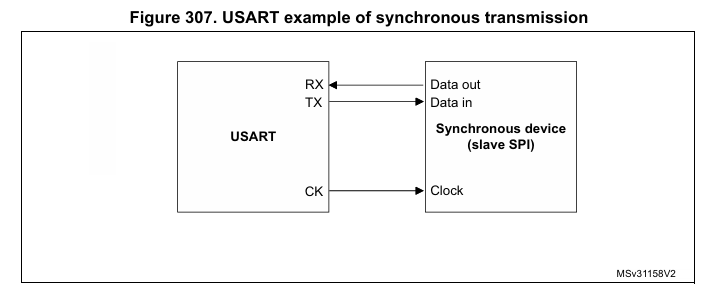 Figure 307. USART example of synchronous transmission
RX
Data out
TX
Data in
USART
Synchronous device
(slave SPI)
CK
Clock
MSv31158V2